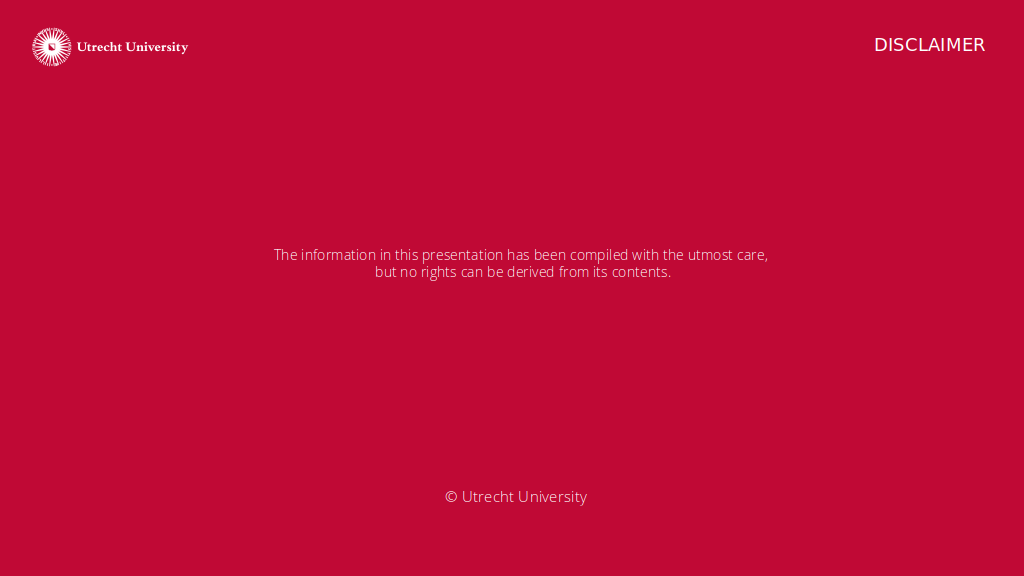 Utrecht University
DISCLAIMER
The information in this presentation has been compiled with the utmost care,
but no rights can be derived from its contents.
© Utrecht University